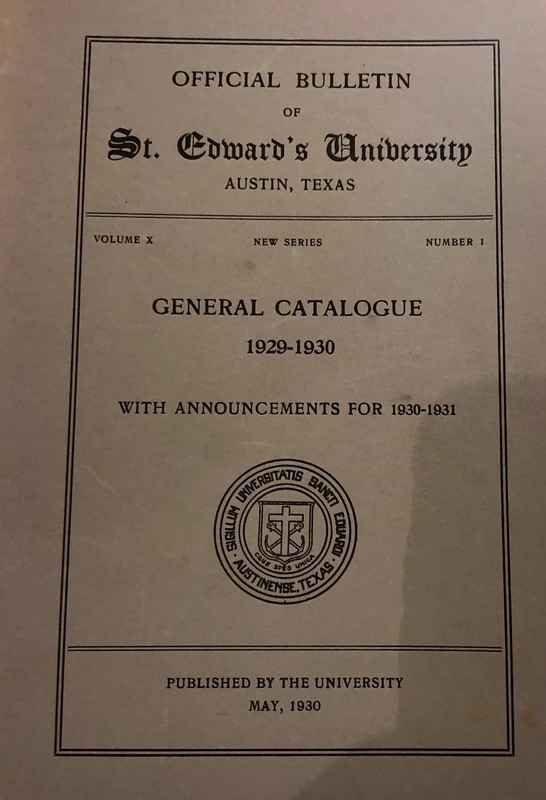 OFFICIAL BULLETIN
OF
St. Edward's University
AUSTIN, TEXAS
VOLUME X NEW SERIES NUMBER 1
GENERAL CATALOGUE
1929-1930
WITH ANNOUNCEMENTS FOR 1930-1931
SIGILLUM UNIVERSITATIS SANCTI EDUARDI
CRUX SPES UNICA
· AUSTINENSE, TEXAS ·
PUBLISHED BY THE UNIVERSITY
MAY, 1930